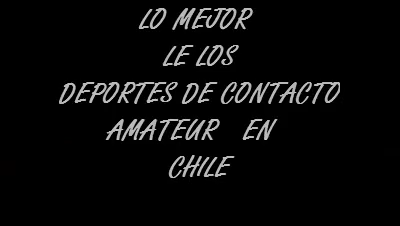 LO MEJOR
LE LOS
DEPORTES DE CONTACTO
AMATEUR EN
CHILE